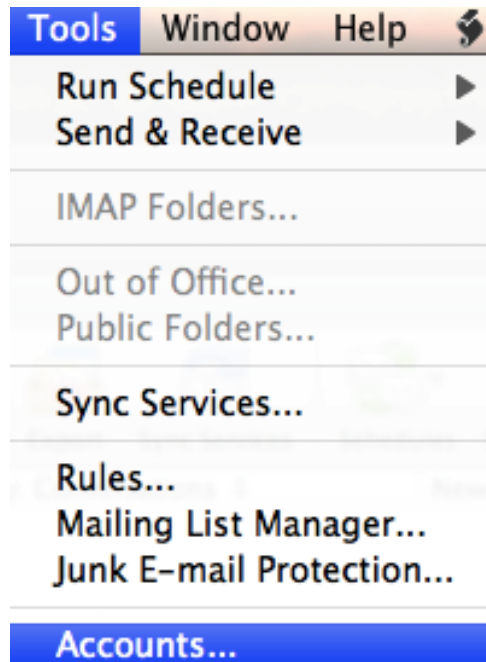 Tools Window Help
Run Schedule
Send & Receive
IMAP Folders...
Out of Office...
Public Folders...
Sync Services...
Rules...
Mailing List Manager...
Junk E-mail Protection...
Accounts...